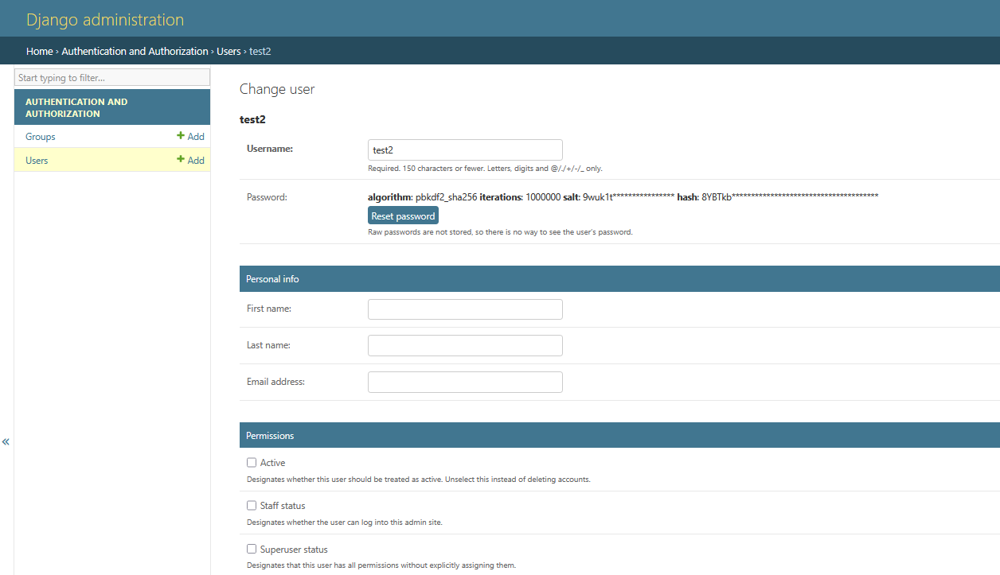 Django administration
Home › Authentication and Authorization › Users › test2
Start typing to filter...
AUTHENTICATION AND
AUTHORIZATION
Groups + Add
Users + Add
«
Change user
test2
Username: test2
Required. 150 characters or fewer. Letters, digits and @/./+/-/_ only.
Password: algorithm: pbkdf2_sha256 iterations: 1000000 salt: 9wuk1t**************** hash: 8YBTkb**************************************
Reset password
Raw passwords are not stored, so there is no way to see the user's password.
Personal info
First name:
Last name:
Email address:
Permissions
Active
Designates whether this user should be treated as active. Unselect this instead of deleting accounts.
Staff status
Designates whether the user can log into this admin site.
Superuser status
Designates that this user has all permissions without explicitly assigning them.